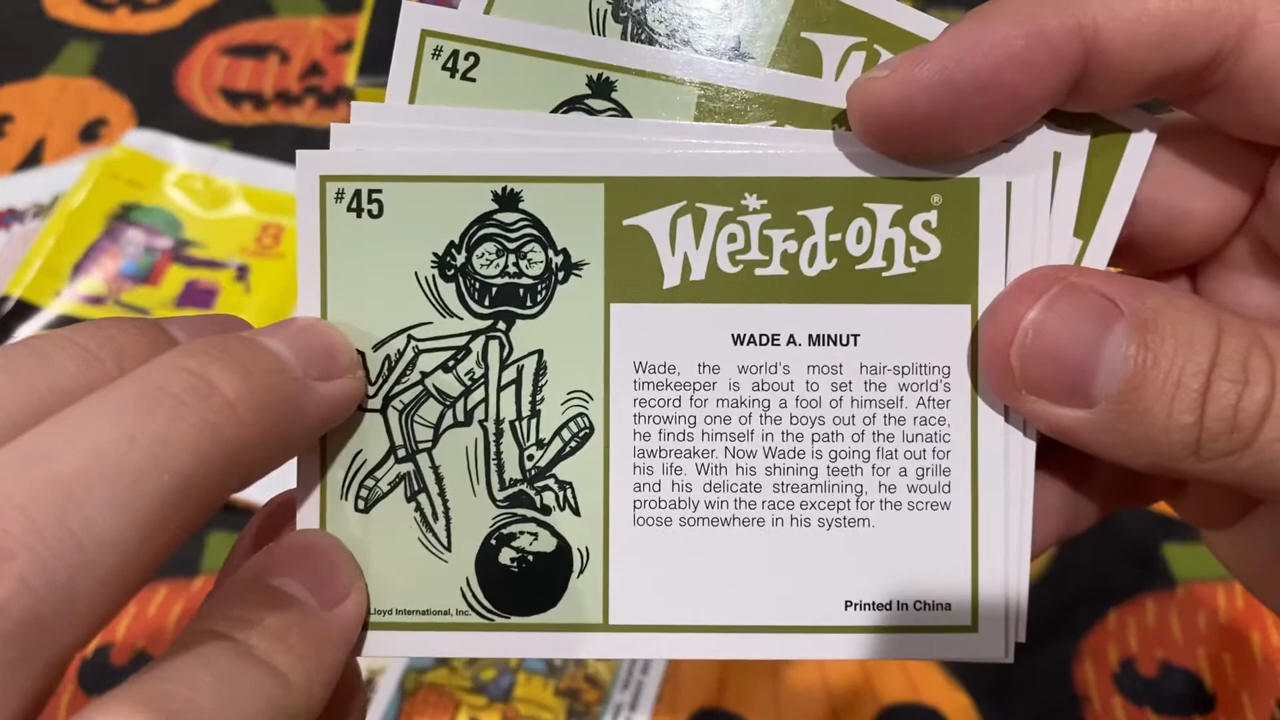 #42
#45
Weird-ohs®
WADE A. MINUT
Wade, the world's most hair-splitting
timekeeper is about to set the world's
record for making a fool of himself. After
throwing one of the boys out of the race,
he finds himself in the path of the lunatic
lawbreaker. Now Wade is going flat out for
his life. With his shining teeth for a grille
and his delicate streamlining, he would
probably win the race except for the screw
loose somewhere in his system.
Lloyd International, Inc.
Printed In China
8